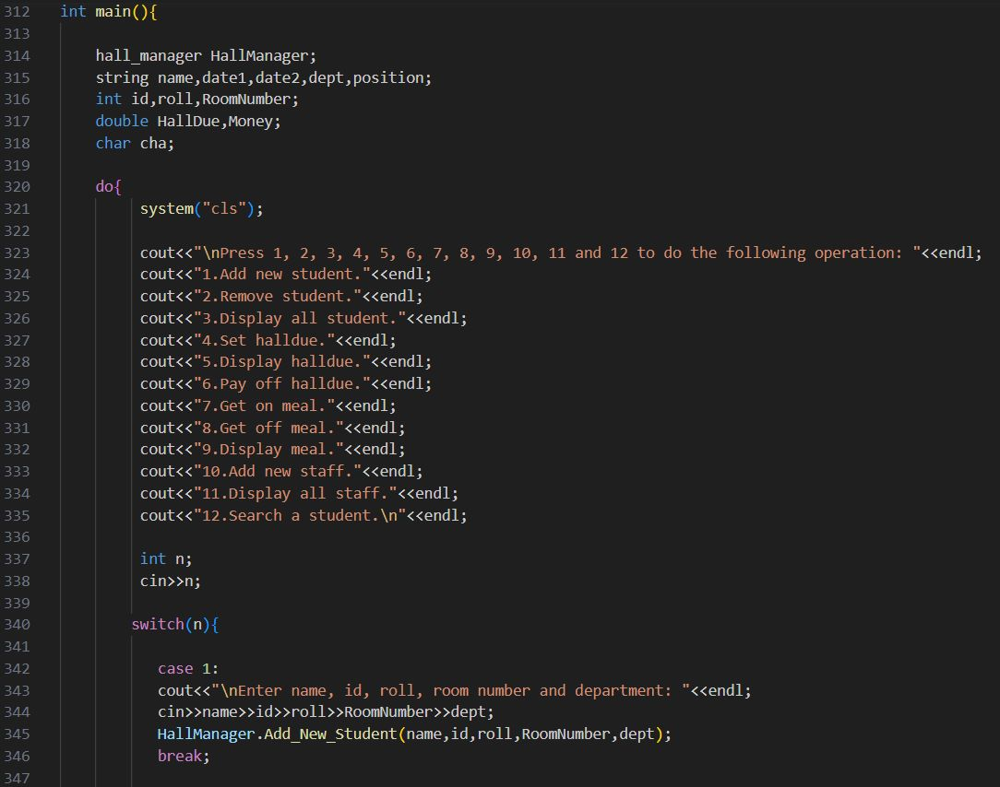 312 int main(){
313
314 hall_manager HallManager;
315 string name,date1,date2,dept,position;
316 int id,roll,RoomNumber;
317 double HallDue,Money;
318 char cha;
319
320 do{
321 system("cls");
322
323 cout<<"\nPress 1, 2, 3, 4, 5, 6, 7, 8, 9, 10, 11 and 12 to do the following operation: "<<endl;
324 cout<<"1.Add new student."<<endl;
325 cout<<"2.Remove student."<<endl;
326 cout<<"3.Display all student."<<endl;
327 cout<<"4.Set halldue."<<endl;
328 cout<<"5.Display halldue."<<endl;
329 cout<<"6.Pay off halldue."<<endl;
330 cout<<"7.Get on meal."<<endl;
331 cout<<"8.Get off meal."<<endl;
332 cout<<"9.Display meal."<<endl;
333 cout<<"10.Add new staff."<<endl;
334 cout<<"11.Display all staff."<<endl;
335 cout<<"12.Search a student.\n"<<endl;
336
337 int n;
338 cin>>n;
339
340 switch(n){
341
342 case 1:
343 cout<<"\nEnter name, id, roll, room number and department: "<<endl;
344 cin>>name>>id>>roll>>RoomNumber>>dept;
345 HallManager.Add_New_Student(name,id,roll,RoomNumber,dept);
346 break;
347